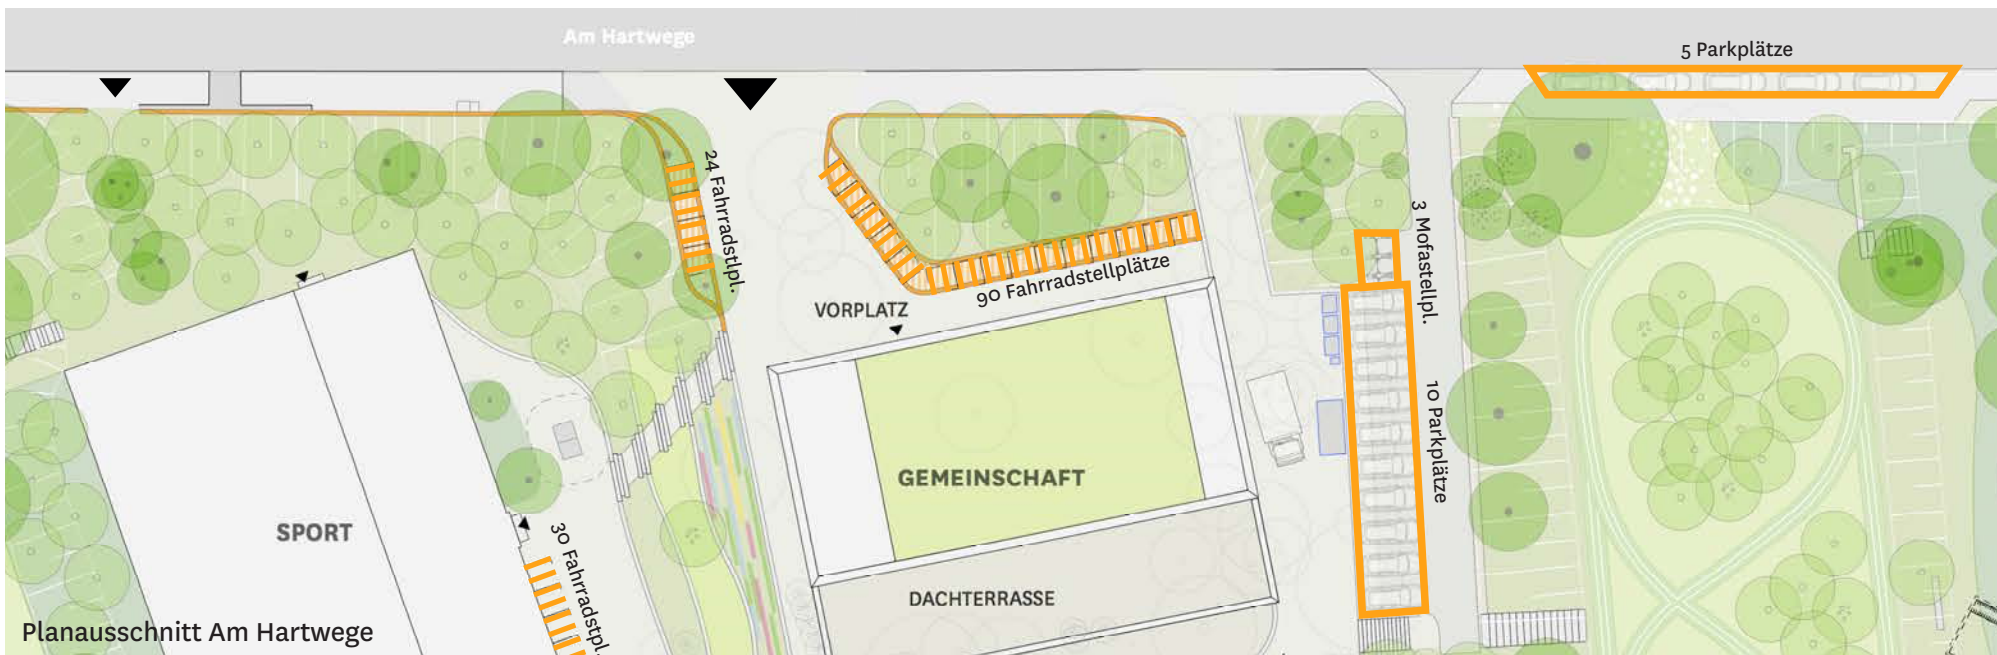 Am Hartwege
5 Parkplätze
24 Fahrradstlpl.
90 Fahrradstellplätze
3 Mofastellpl.
VORPLATZ
10 Parkplätze
GEMEINSCHAFT
SPORT
30 Fahrradstpl.
DACHTERRASSE
Planausschnitt Am Hartwege